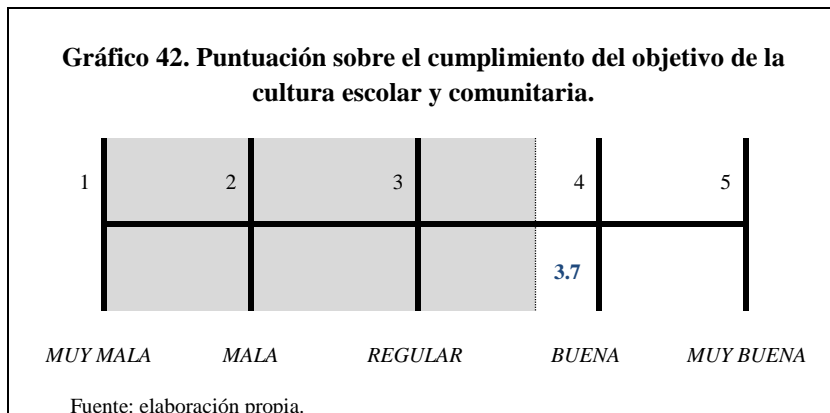 Gráfico 42. Puntuación sobre el cumplimiento del objetivo de la
cultura escolar y comunitaria.
1 2 3 4 5
3.7
MUY MALA MALA REGULAR BUENA MUY BUENA
Fuente: elaboración propia.